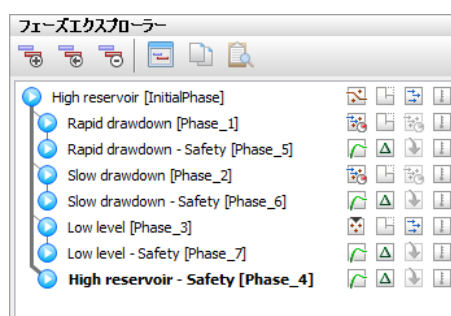 フェーズエクスプローラー
High reservoir [InitialPhase]
Rapid drawdown [Phase_1]
Rapid drawdown - Safety [Phase_5]
Slow drawdown [Phase_2]
Slow drawdown - Safety [Phase_6]
Low level [Phase_3]
Low level - Safety [Phase_7]
High reservoir - Safety [Phase_4]